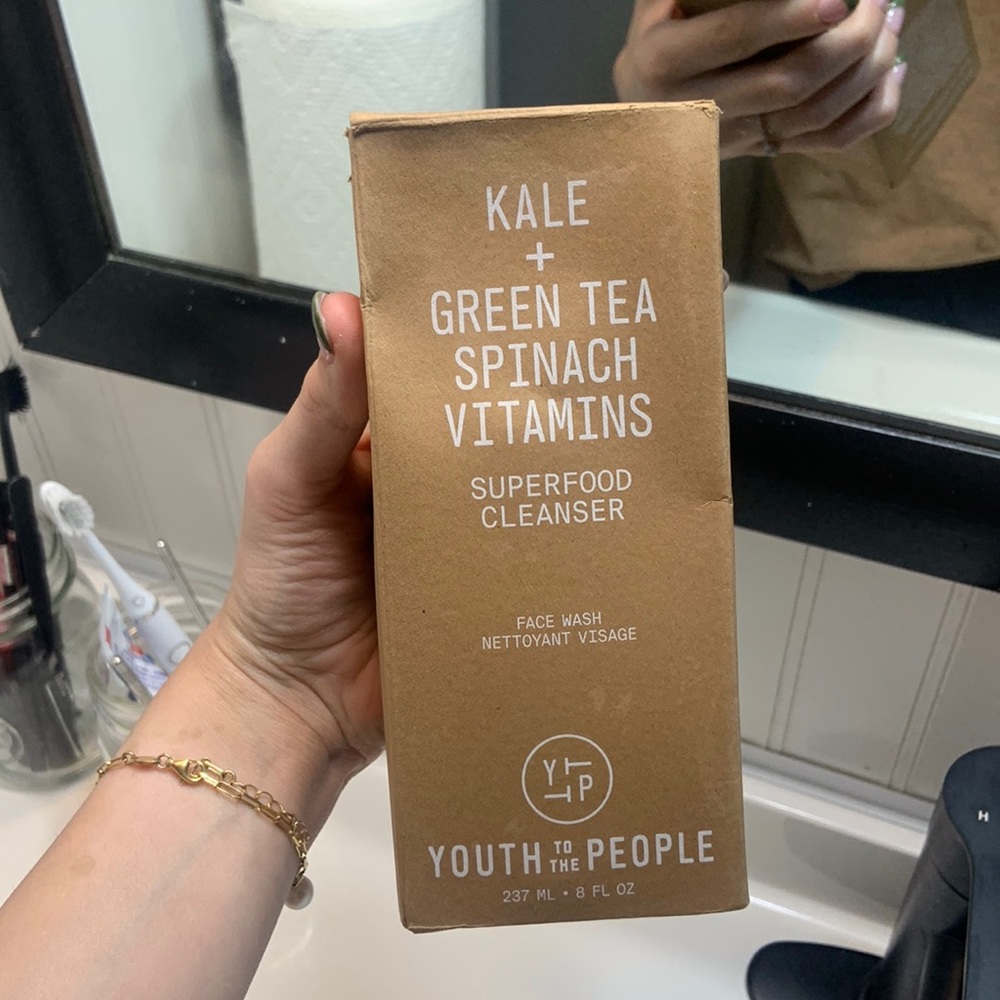 KALE
+
GREEN TEA
SPINACH
VITAMINS
SUPERFOOD
CLEANSER
FACE WASH
NETTOYANT VISAGE
YTTP
YOUTH TO THE PEOPLE
237 ML • 8 FL OZ
H